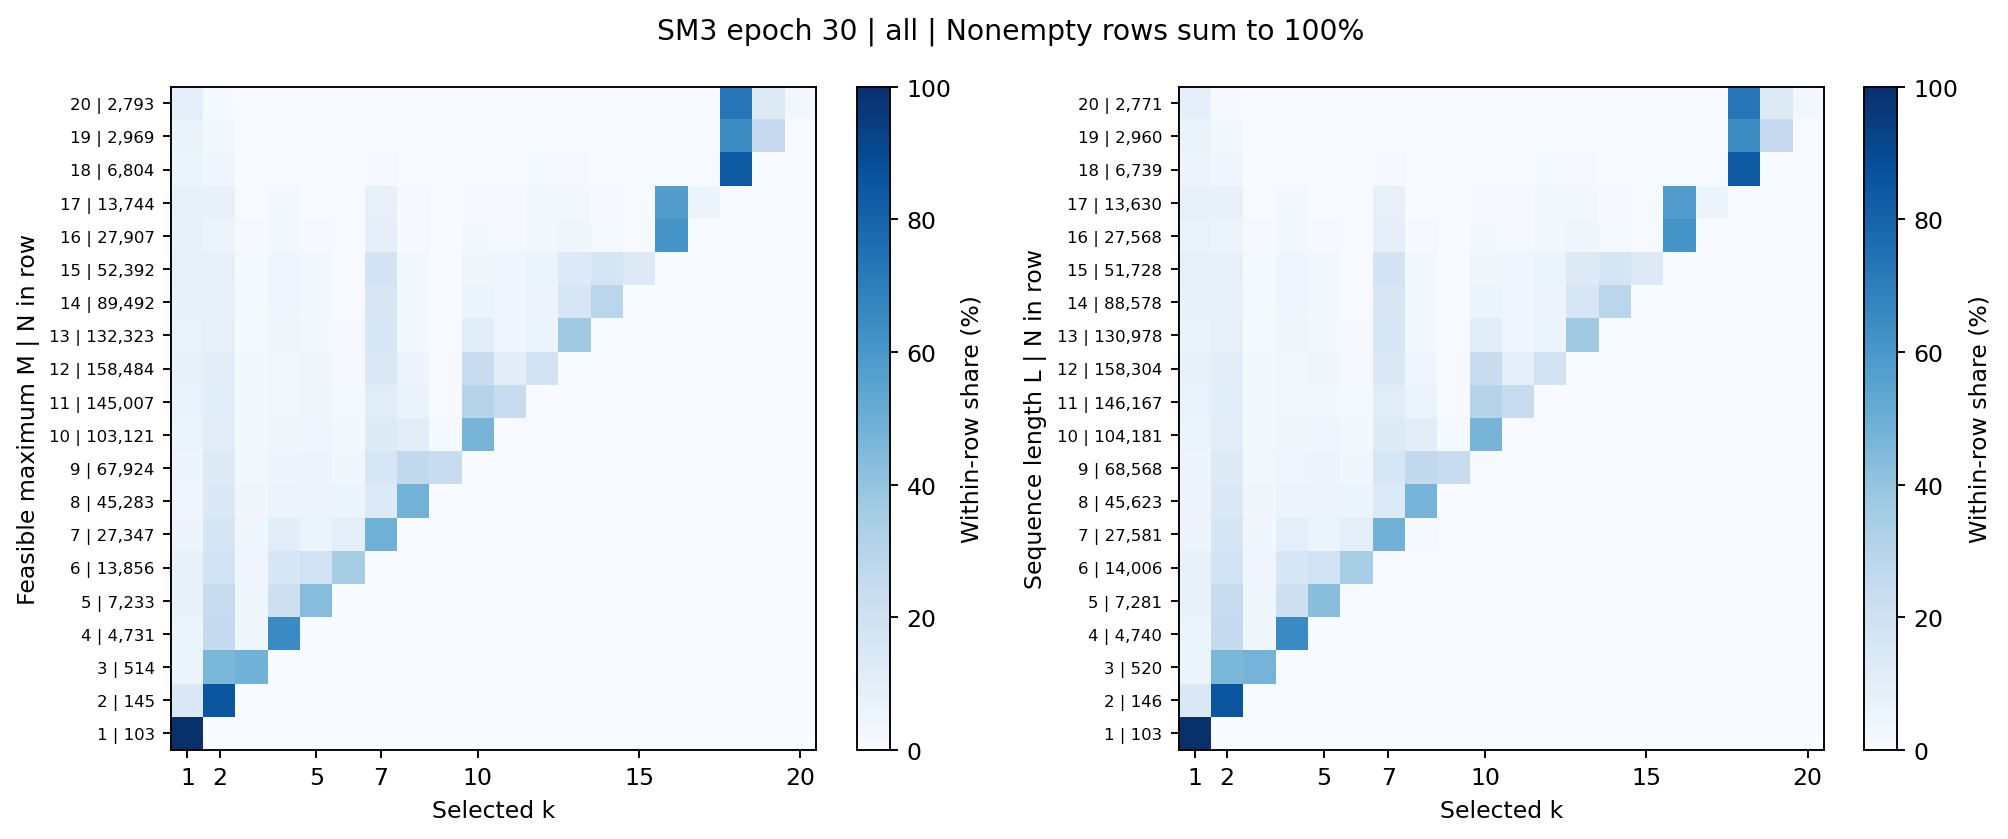 SM3 epoch 30 | all | Nonempty rows sum to 100%
Feasible maximum M | N in row
20 | 2,793
19 | 2,969
18 | 6,804
17 | 13,744
16 | 27,907
15 | 52,392
14 | 89,492
13 | 132,323
12 | 158,484
11 | 145,007
10 | 103,121
9 | 67,924
8 | 45,283
7 | 27,347
6 | 13,856
5 | 7,233
4 | 4,731
3 | 514
2 | 145
1 | 103
1 2 5 7 10 15 20
Selected k
100
80
60
40
20
0
Within-row share (%)
Sequence length L | N in row
20 | 2,771
19 | 2,960
18 | 6,739
17 | 13,630
16 | 27,568
15 | 51,728
14 | 88,578
13 | 130,978
12 | 158,304
11 | 146,167
10 | 104,181
9 | 68,568
8 | 45,623
7 | 27,581
6 | 14,006
5 | 7,281
4 | 4,740
3 | 520
2 | 146
1 | 103
1 2 5 7 10 15 20
Selected k
100
80
60
40
20
0
Within-row share (%)